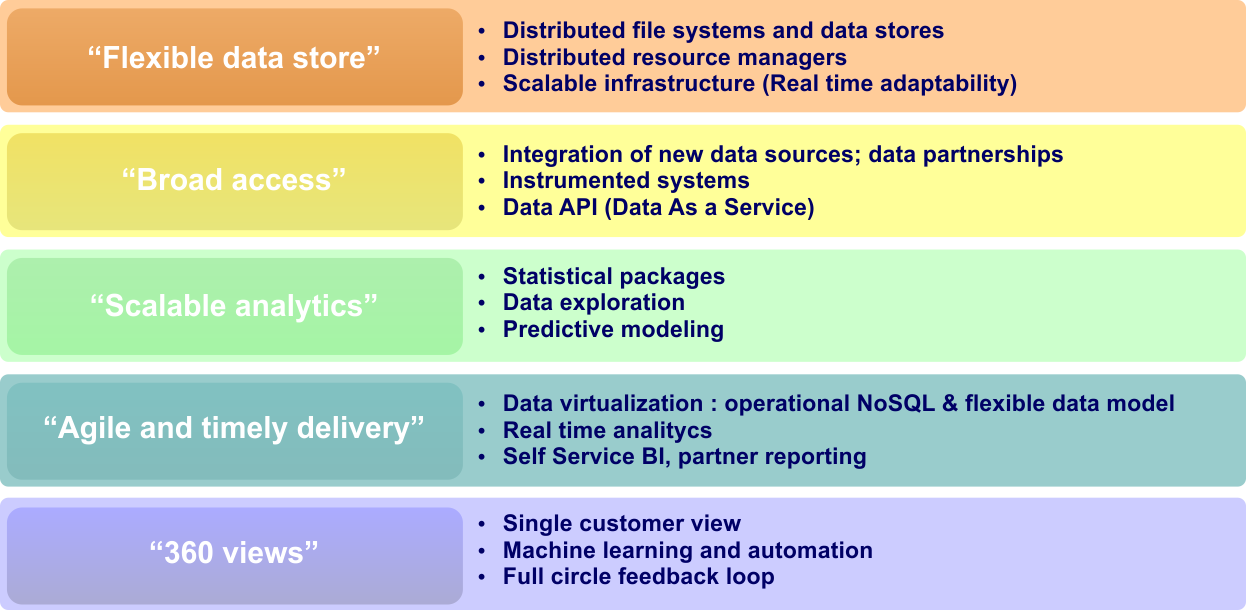 “Flexible data store”
• Distributed file systems and data stores
• Distributed resource managers
• Scalable infrastructure (Real time adaptability)
“Broad access”
• Integration of new data sources; data partnerships
• Instrumented systems
• Data API (Data As a Service)
“Scalable analytics”
• Statistical packages
• Data exploration
• Predictive modeling
“Agile and timely delivery”
• Data virtualization : operational NoSQL & flexible data model
• Real time analitycs
• Self Service BI, partner reporting
“360 views”
• Single customer view
• Machine learning and automation
• Full circle feedback loop